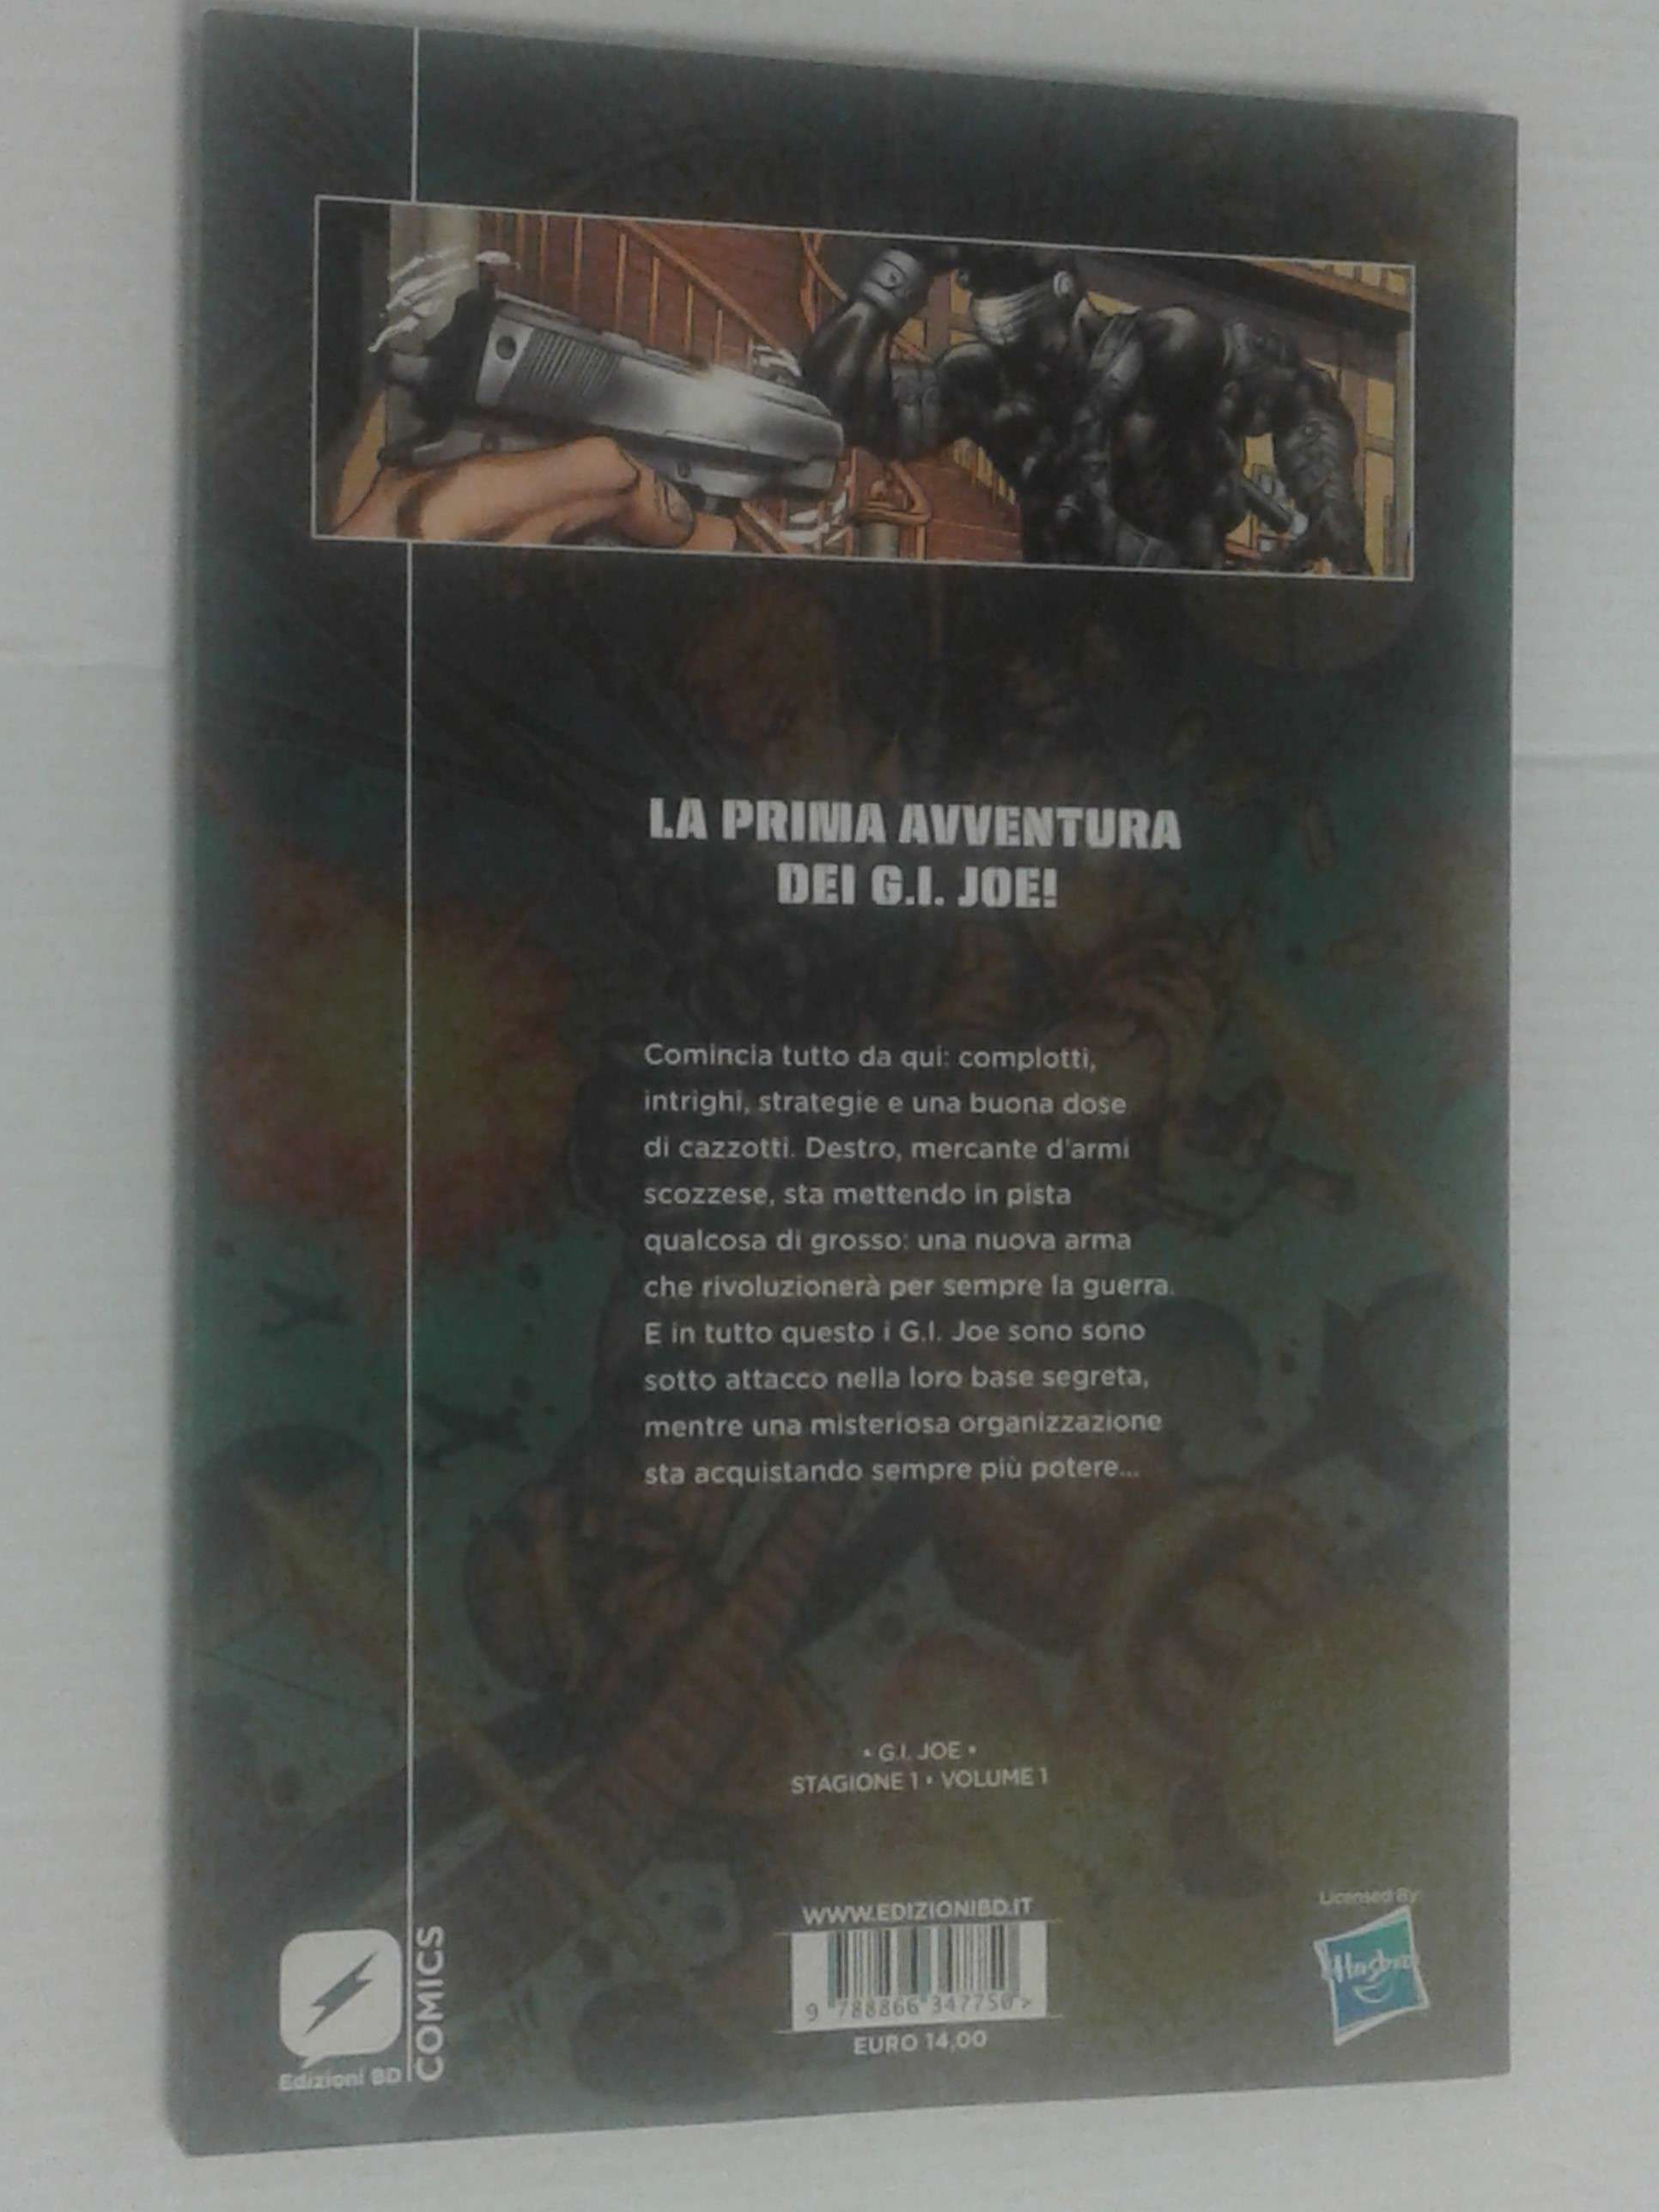 LA PRIMA AVVENTURA
DEI G.I. JOE!
Comincia tutto da qui: complotti,
intrighi, strategie e una buona dose
di cazzotti. Destro, mercante d'armi
scozzese, sta mettendo in pista
qualcosa di grosso: una nuova arma
che rivoluzionerà per sempre la guerra.
E in tutto questo i G.I. Joe sono sono
sotto attacco nella loro base segreta,
mentre una misteriosa organizzazione
sta acquistando sempre più potere...
• G.I. JOE •
STAGIONE 1 • VOLUME 1
WWW.EDIZIONIBD.IT
9 788866 347750 >
EURO 14,00
Edizioni BD
COMICS
Licensed By:
Hasbro